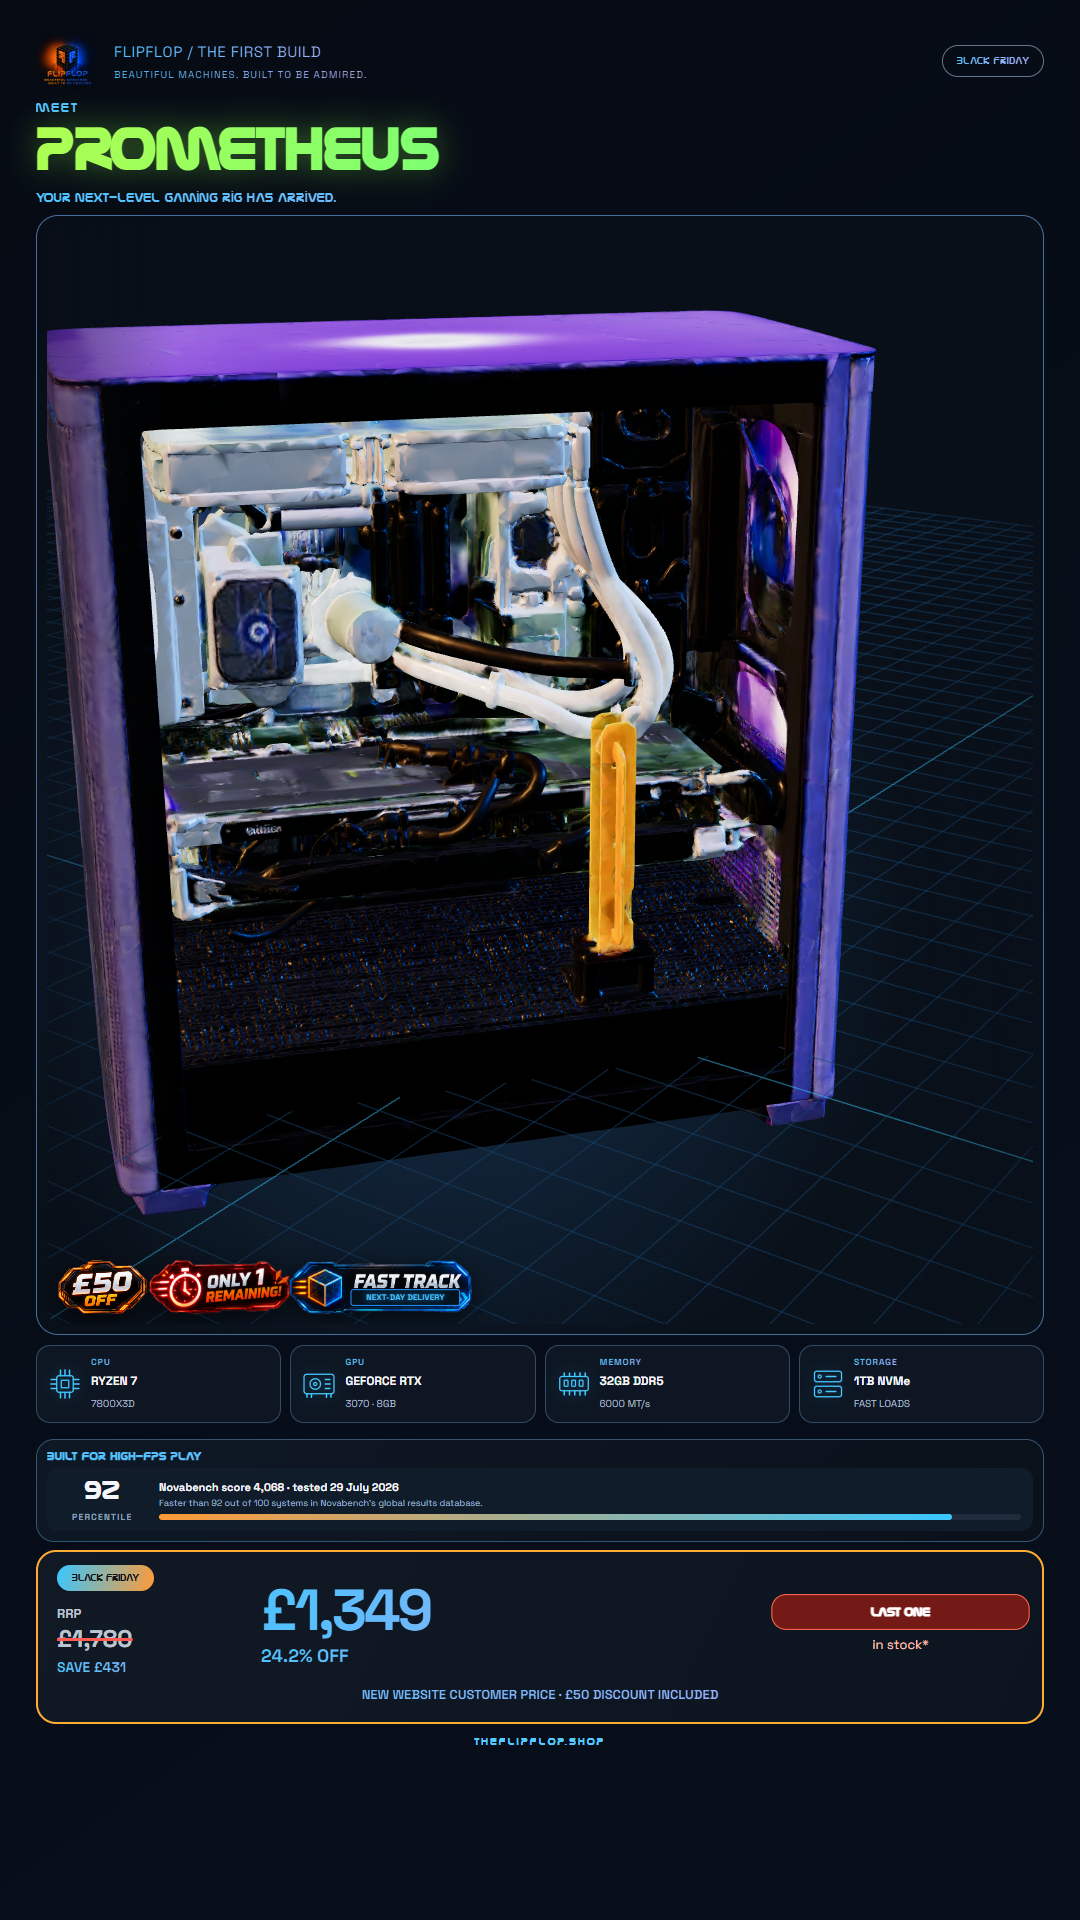 FLIPFLOP
FLIPFLOP / THE FIRST BUILD
BEAUTIFUL MACHINES. BUILT TO BE ADMIRED.
BLACK FRIDAY
MEET
PROMETHEUS
YOUR NEXT-LEVEL GAMING RIG HAS ARRIVED.
£50
OFF
ONLY 1
REMAINING!
FAST TRACK
NEXT-DAY DELIVERY
CPU
RYZEN 7
7800X3D
GPU
GEFORCE RTX
3070 · 8GB
MEMORY
32GB DDR5
6000 MT/s
STORAGE
1TB NVMe
FAST LOADS
BUILT FOR HIGH-FPS PLAY
92
PERCENTILE
Novabench score 4,068 · tested 29 July 2026
Faster than 92 out of 100 systems in Novabench's global results database.
BLACK FRIDAY
RRP
£1,780
SAVE £431
£1,349
24.2% OFF
LAST ONE
in stock*
NEW WEBSITE CUSTOMER PRICE · £50 DISCOUNT INCLUDED
THEFLIPFLOP.SHOP